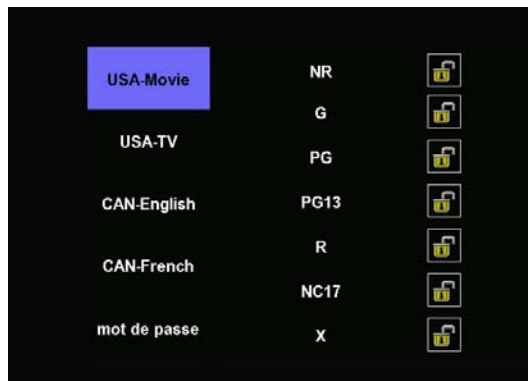 USA-Movie
USA-TV
CAN-English
CAN-French
mot de passe
NR
G
PG
PG13
R
NC17
X